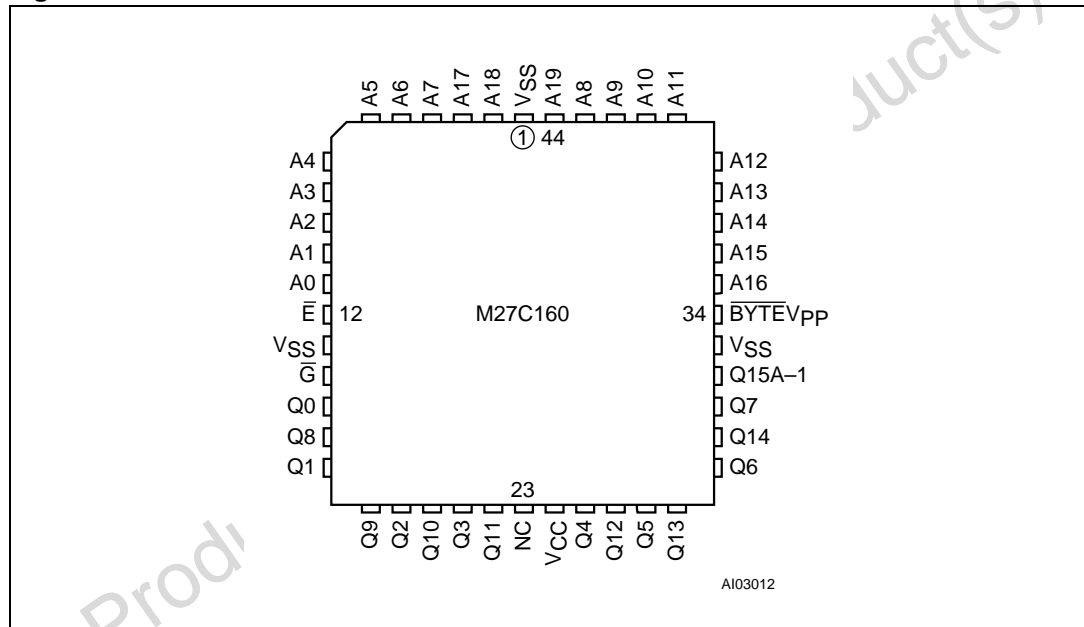 A5 A6 A7 A17 A18 VSS A19 A8 A9 A10 A11
1 44
A4
A3
A2
A1
A0
E
VSS
G
Q0
Q8
Q1
12
M27C160
34
A12
A13
A14
A15
A16
BYTEVPP
VSS
Q15A–1
Q7
Q14
Q6
23
Q9 Q2 Q10 Q3 Q11 NC VCC Q4 Q12 Q5 Q13
AI03012